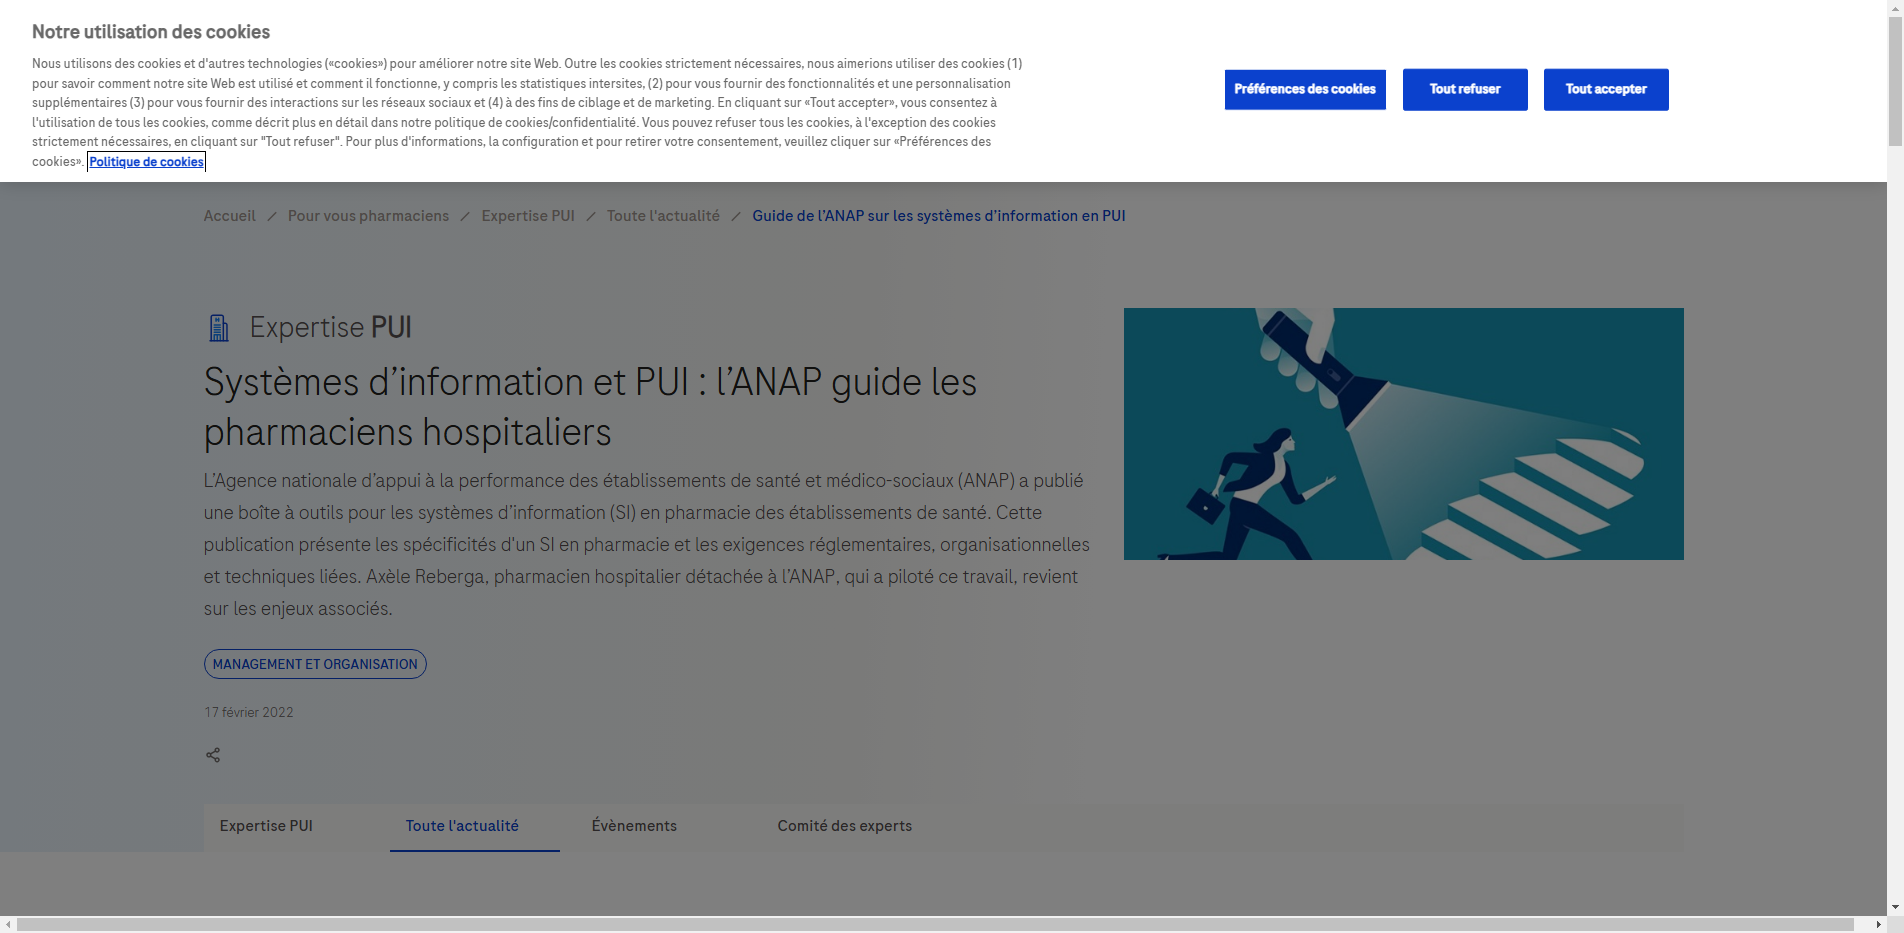 Notre utilisation des cookies
Nous utilisons des cookies et d'autres technologies («cookies») pour améliorer notre site Web. Outre les cookies strictement nécessaires, nous aimerions utiliser des cookies (1)
pour savoir comment notre site Web est utilisé et comment il fonctionne, y compris les statistiques intersites, (2) pour vous fournir des fonctionnalités et une personnalisation
supplémentaires (3) pour vous fournir des interactions sur les réseaux sociaux et (4) à des fins de ciblage et de marketing. En cliquant sur «Tout accepter», vous consentez à
l'utilisation de tous les cookies, comme décrit plus en détail dans notre politique de cookies/confidentialité. Vous pouvez refuser tous les cookies, à l'exception des cookies
strictement nécessaires, en cliquant sur "Tout refuser". Pour plus d'informations, la configuration et pour retirer votre consentement, veuillez cliquer sur «Préférences des
cookies». Politique de cookies
Préférences des cookies
Tout refuser
Tout accepter
Accueil / Pour vous pharmaciens / Expertise PUI / Toute l'actualité / Guide de l’ANAP sur les systèmes d’information en PUI
Expertise PUI
Systèmes d’information et PUI : l’ANAP guide les
pharmaciens hospitaliers
L’Agence nationale d’appui à la performance des établissements de santé et médico-sociaux (ANAP) a publié
une boîte à outils pour les systèmes d’information (SI) en pharmacie des établissements de santé. Cette
publication présente les spécificités d'un SI en pharmacie et les exigences réglementaires, organisationnelles
et techniques liées. Axèle Reberga, pharmacien hospitalier détachée à l’ANAP, qui a piloté ce travail, revient
sur les enjeux associés.
MANAGEMENT ET ORGANISATION
17 février 2022
Expertise PUI
Toute l'actualité
Évènements
Comité des experts